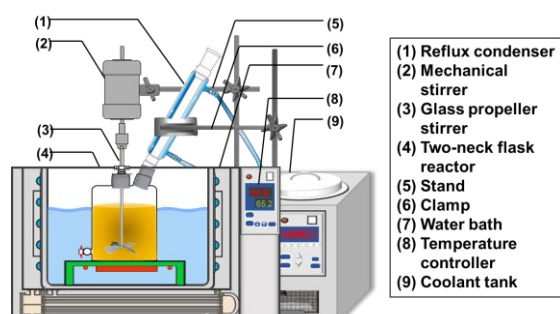 (1)
(2)
(3)
(4)
(5)
(6)
(7)
(8)
(9)
65.2
(1) Reflux condenser
(2) Mechanical
stirrer
(3) Glass propeller
stirrer
(4) Two-neck flask
reactor
(5) Stand
(6) Clamp
(7) Water bath
(8) Temperature
controller
(9) Coolant tank